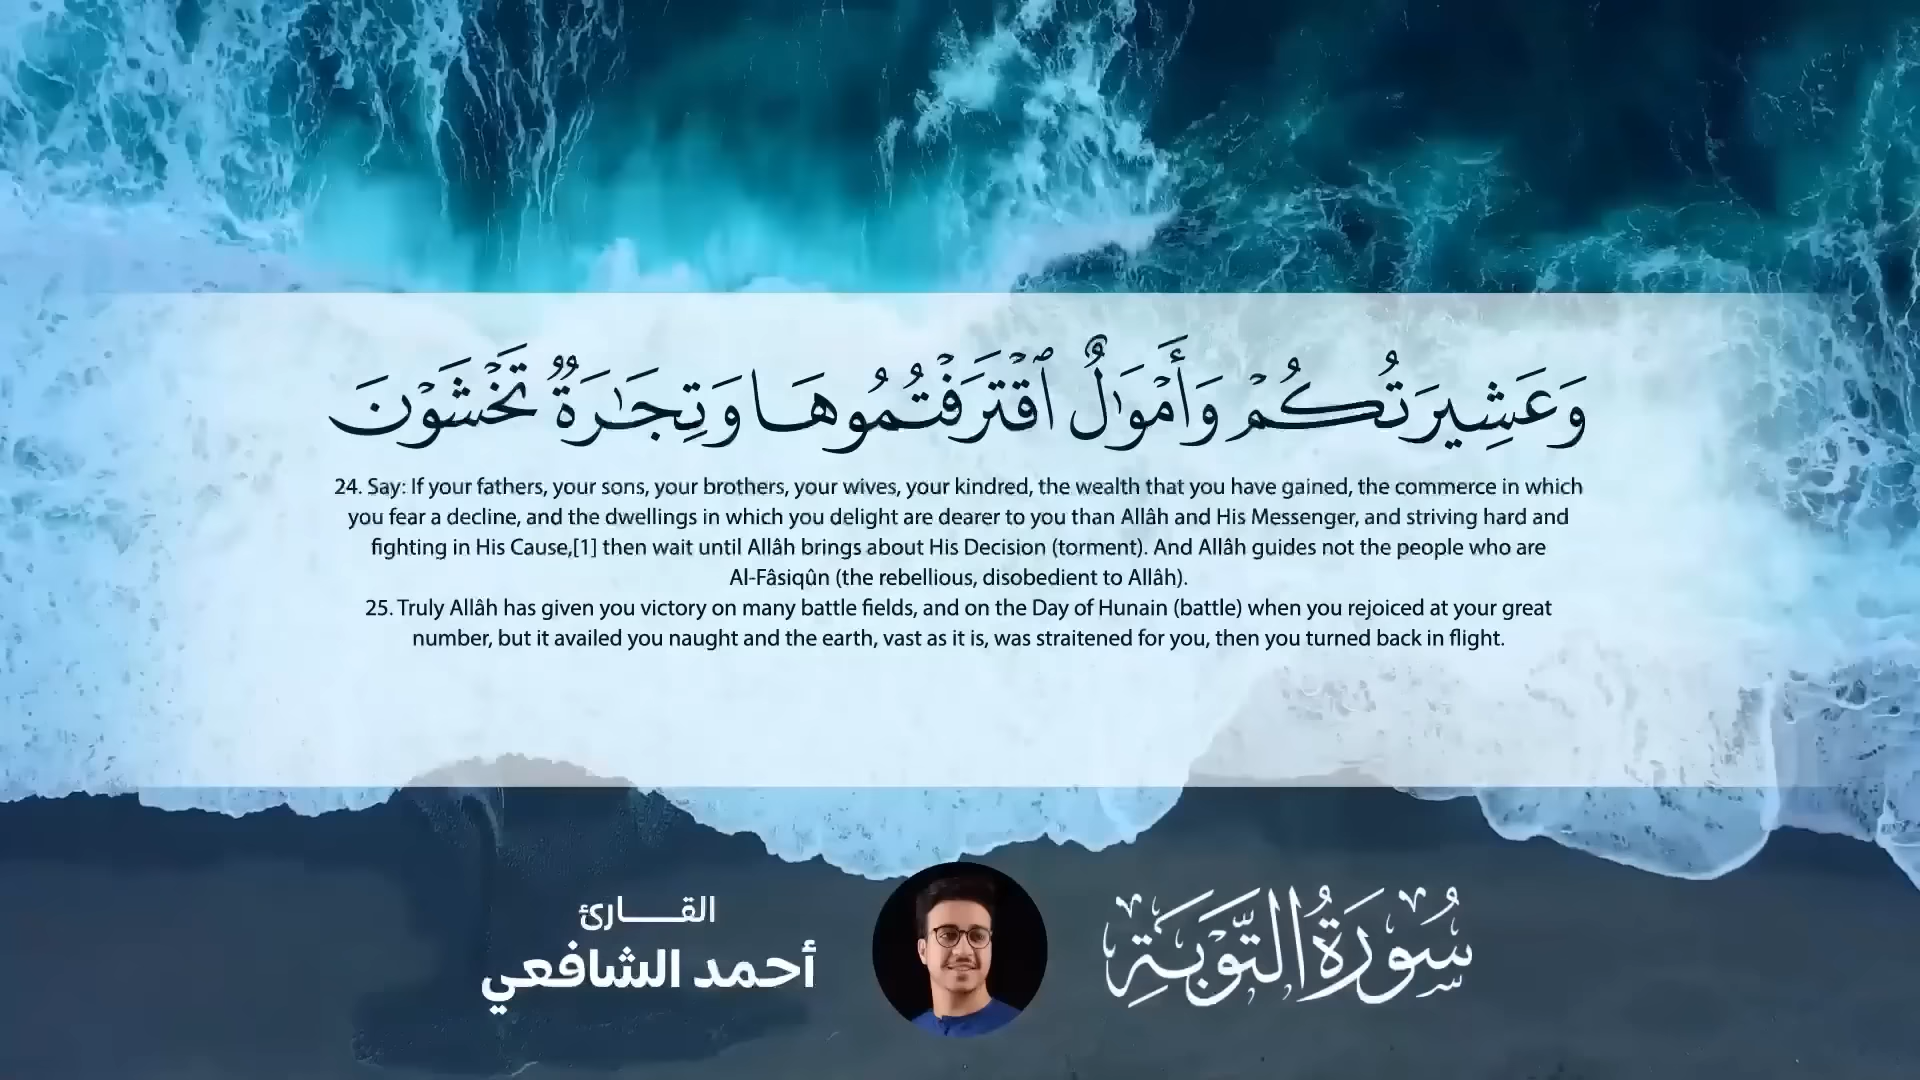 وَعَشِيرَتُكُمْ وَأَمْوَٰلٌ ٱقْتَرَفْتُمُوهَا وَتِجَـٰرَةٌ تَخْشَوْنَ
24. Say: If your fathers, your sons, your brothers, your wives, your kindred, the wealth that you have gained, the commerce in which
you fear a decline, and the dwellings in which you delight are dearer to you than Allâh and His Messenger, and striving hard and
fighting in His Cause,[1] then wait until Allâh brings about His Decision (torment). And Allâh guides not the people who are
Al-Fâsiqûn (the rebellious, disobedient to Allâh).
25. Truly Allâh has given you victory on many battle fields, and on the Day of Hunain (battle) when you rejoiced at your great
number, but it availed you naught and the earth, vast as it is, was straitened for you, then you turned back in flight.
سُورَةُ التَّوْبَةِ
القـــارئ
أحمد الشافعي